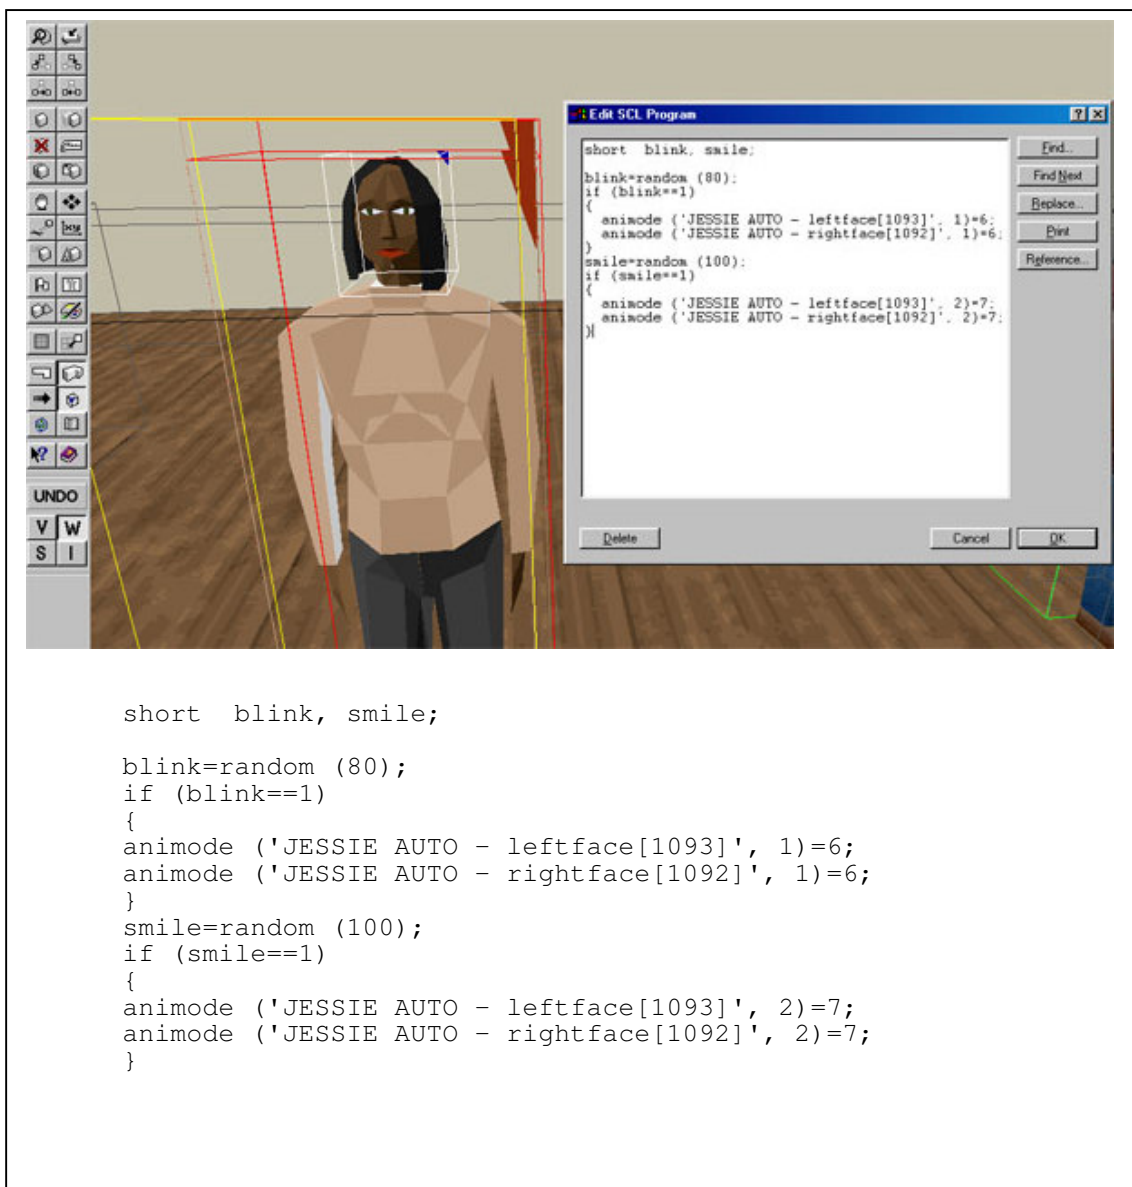 Edit SCL Program
short  blink, smile;
blink=random (80);
if (blink==1)
{
animode ('JESSIE AUTO - leftface[1093]', 1)=6;
animode ('JESSIE AUTO - rightface[1092]', 1)=6;
}
smile=random (100);
if (smile==1)
{
animode ('JESSIE AUTO - leftface[1093]', 2)=7;
animode ('JESSIE AUTO - rightface[1092]', 2)=7;
}
Find...
Find Next
Replace...
Print
Reference...
Delete
Cancel
OK
UNDO
V W
S I
short  blink, smile;
blink=random (80);
if (blink==1)
{
animode ('JESSIE AUTO – leftface[1093]', 1)=6;
animode ('JESSIE AUTO – rightface[1092]', 1)=6;
}
smile=random (100);
if (smile==1)
{
animode ('JESSIE AUTO – leftface[1093]', 2)=7;
animode ('JESSIE AUTO – rightface[1092]', 2)=7;
}